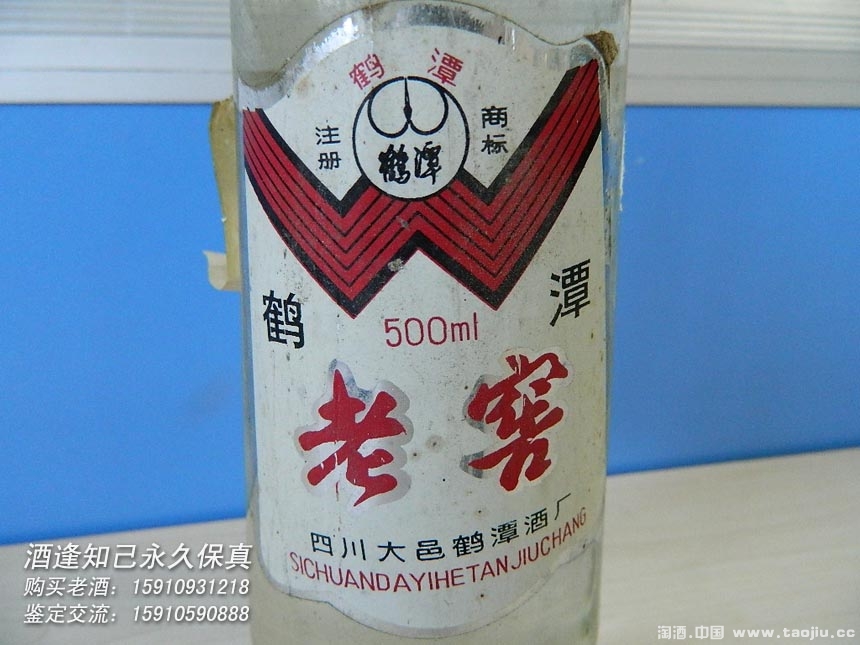 鹤潭
注册
商标
鹤潭
鹤潭
500ml
老窖
四川大邑鹤潭酒厂
SICHUANDAYIHETANJIUCHANG
酒逢知己永久保真
购买老酒：15910931218
鉴定交流：15910590888
淘酒.中国 www.taojiu.cc